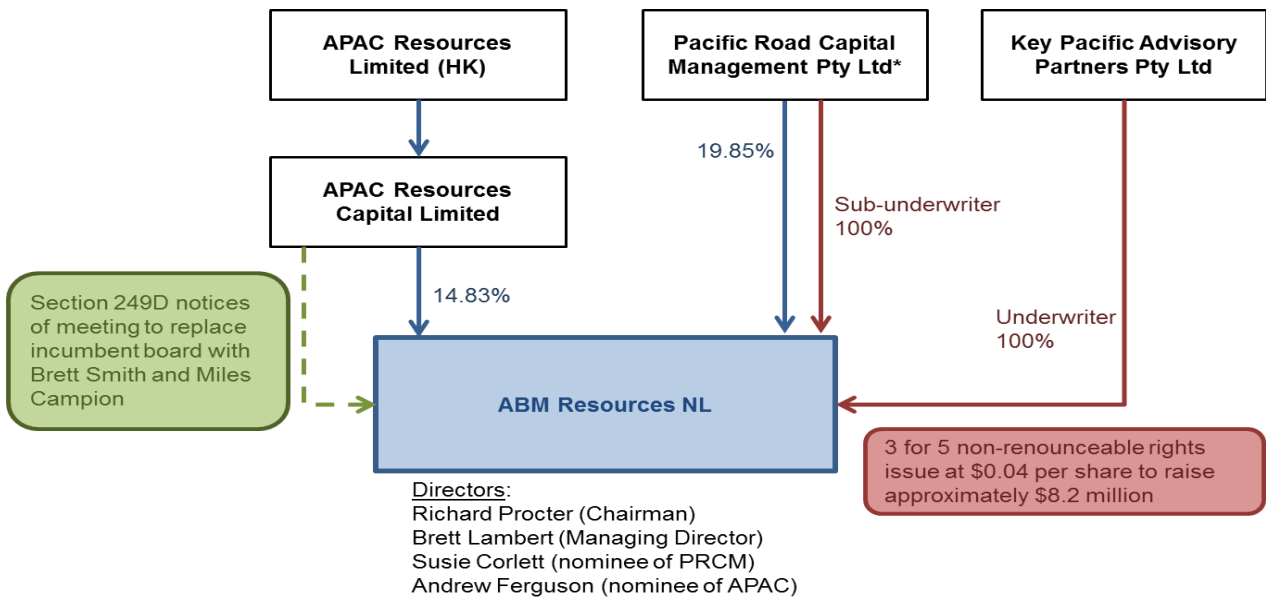 APAC Resources
Limited (HK)
Pacific Road Capital
Management Pty Ltd*
Key Pacific Advisory
Partners Pty Ltd
19.85%
APAC Resources
Capital Limited
Sub-underwriter
100%
Section 249D notices
of meeting to replace
incumbent board with
Brett Smith and Miles
Campion
14.83%
Underwriter
100%
ABM Resources NL
3 for 5 non-renounceable rights
issue at $0.04 per share to raise
approximately $8.2 million
Directors:
Richard Procter (Chairman)
Brett Lambert (Managing Director)
Susie Corlett (nominee of PRCM)
Andrew Ferguson (nominee of APAC)